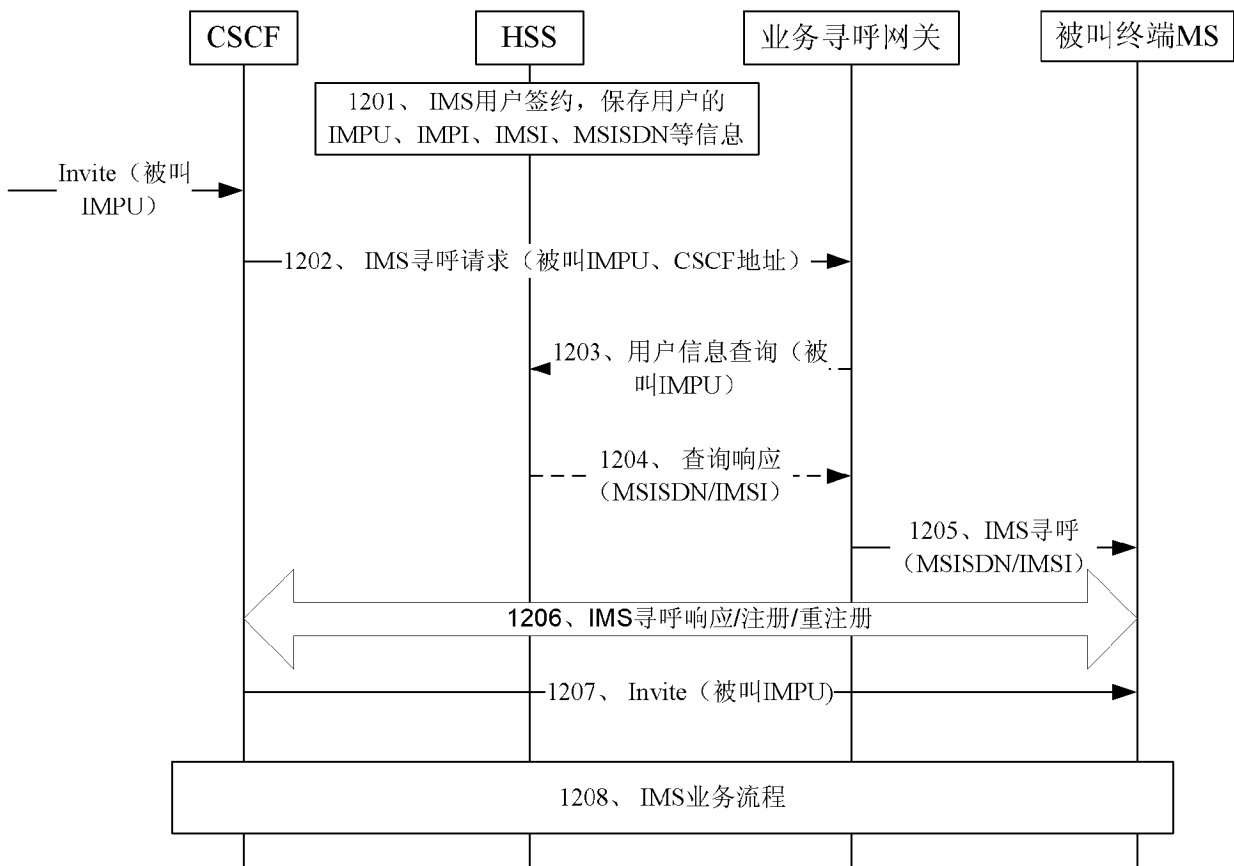 CSCF
HSS
业务寻呼网关
被叫终端MS
1201、 IMS用户签约，保存用户的
IMPU、IMPI、IMSI、MSISDN等信息
Invite（被叫
IMPU）
1202、 IMS寻呼请求（被叫IMPU、CSCF地址）
1203、用户信息查询（被
叫IMPU）
1204、 查询响应
（MSISDN/IMSI）
1205、IMS寻呼
（MSISDN/IMSI）
1206、IMS寻呼响应/注册/重注册
1207、 Invite（被叫IMPU)
1208、 IMS业务流程